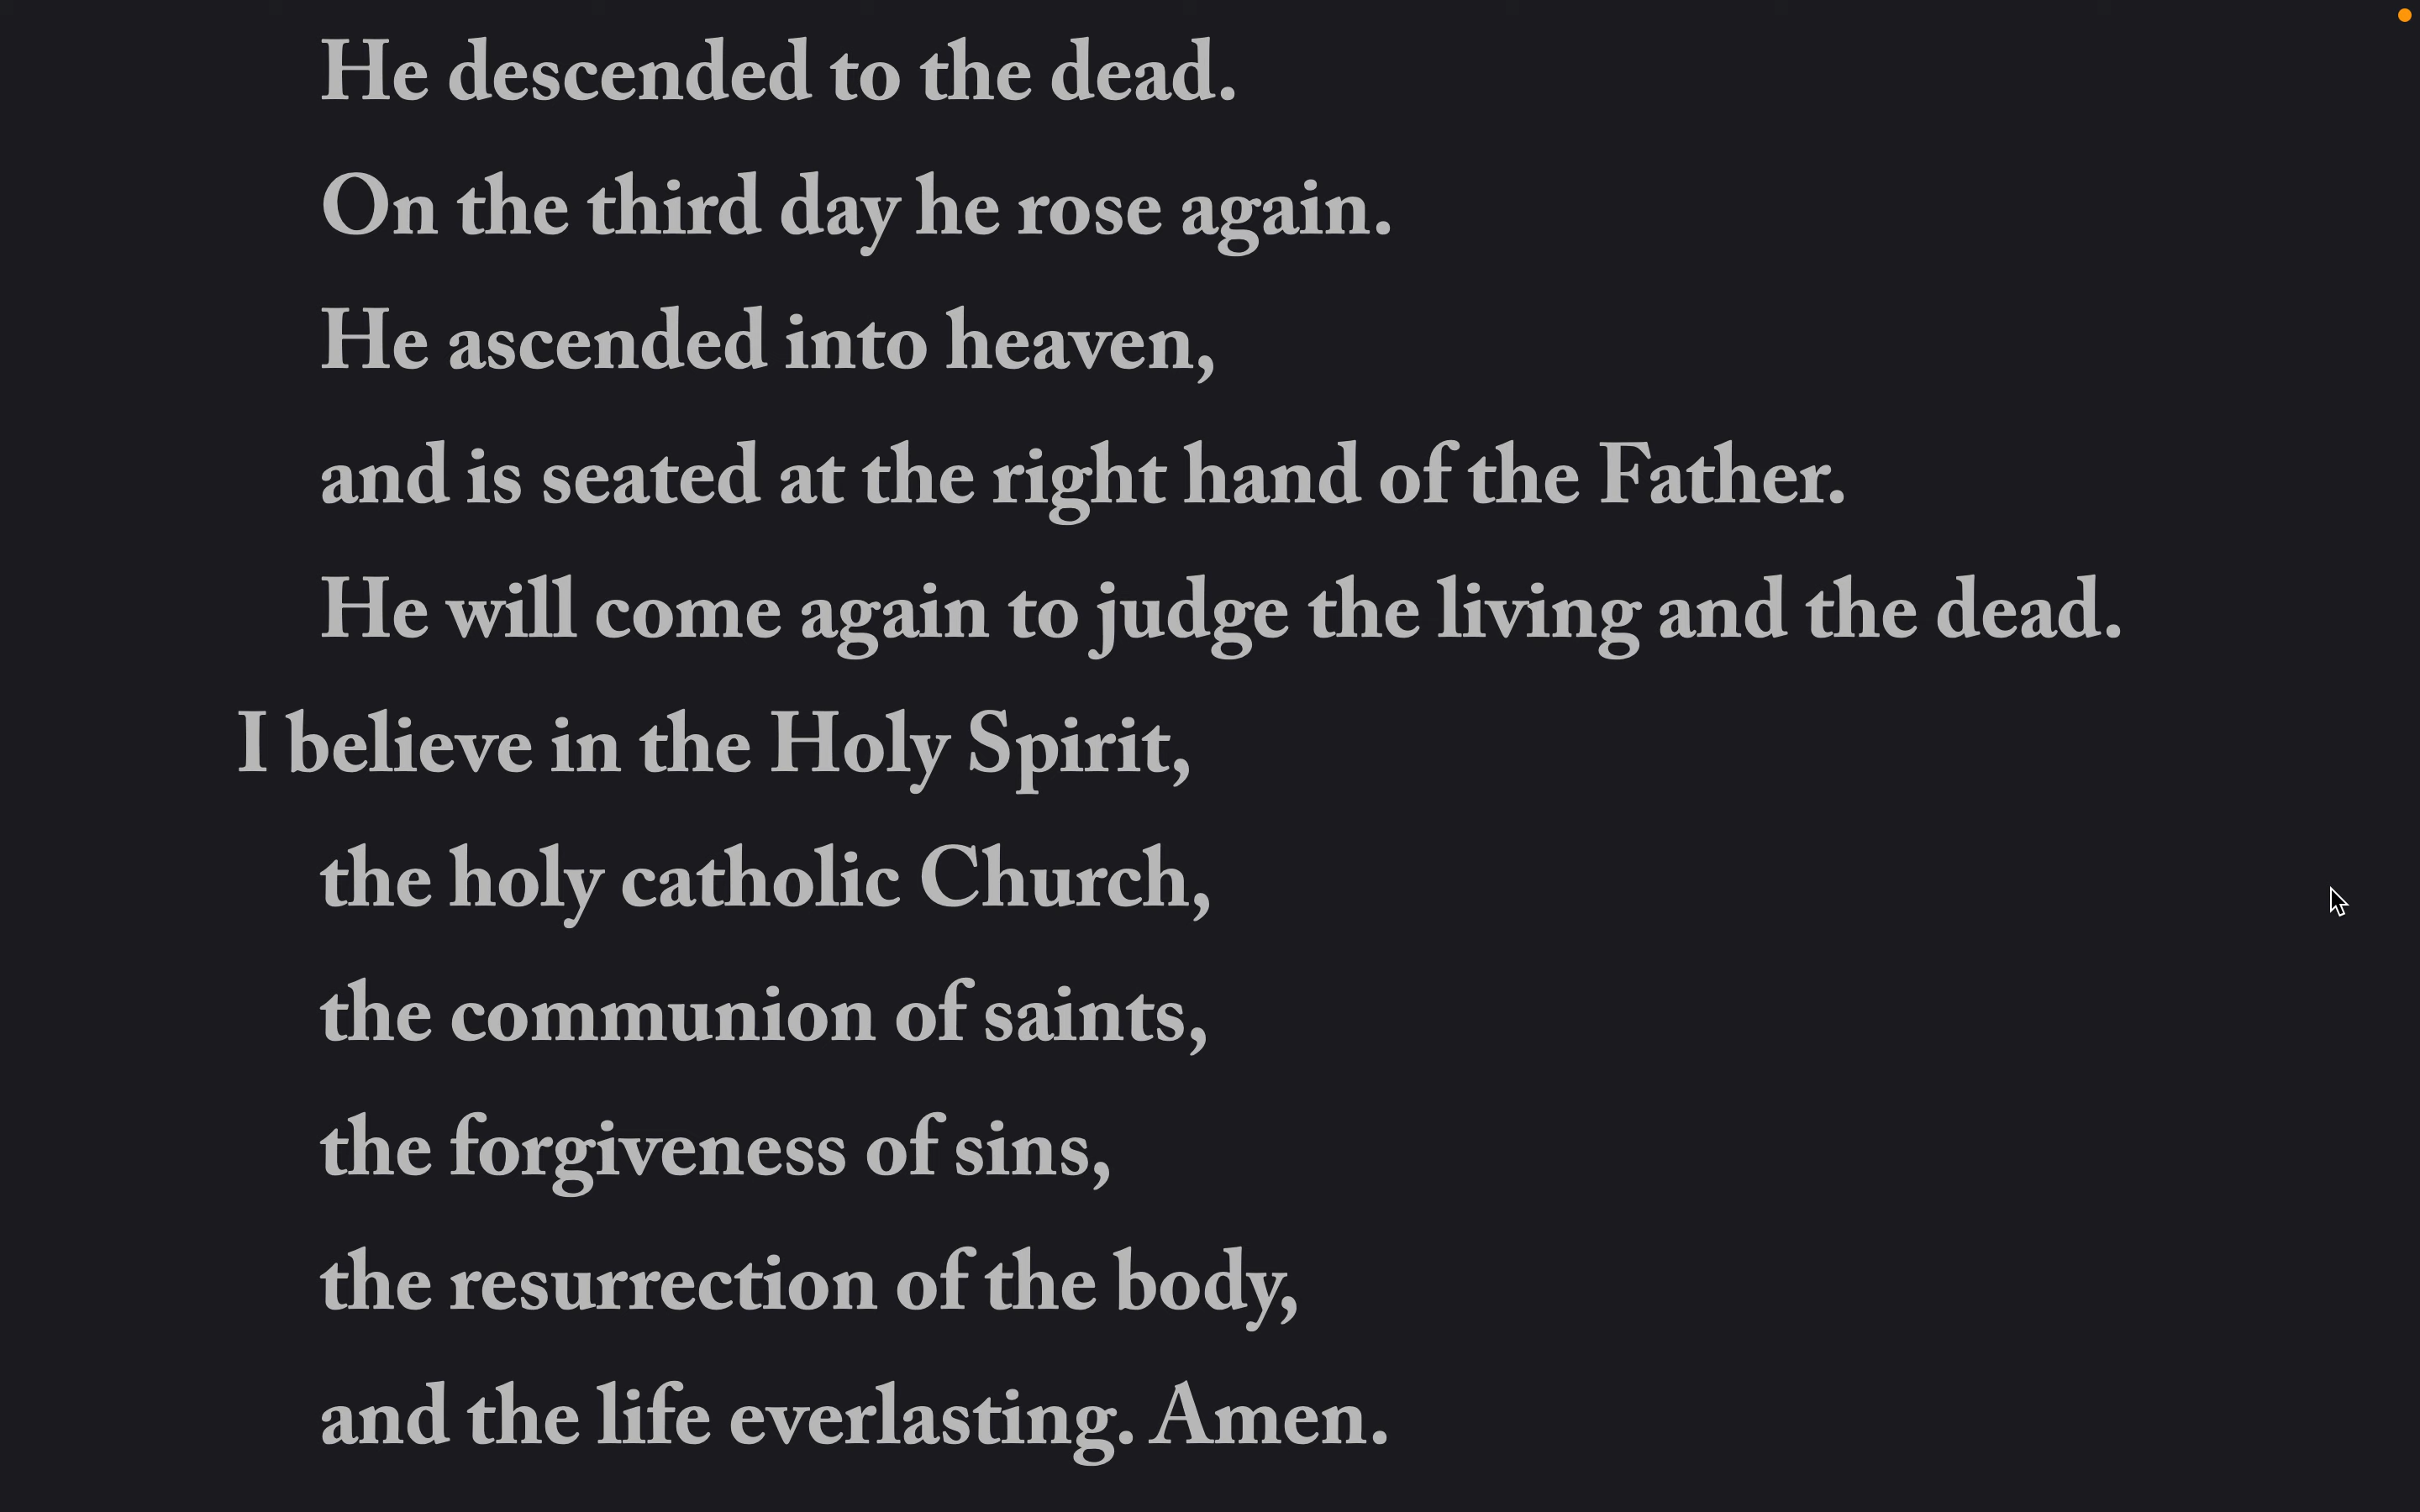 He descended to the dead.
On the third day he rose again.
He ascended into heaven,
and is seated at the right hand of the Father.
He will come again to judge the living and the dead.
I believe in the Holy Spirit,
the holy catholic Church,
the communion of saints,
the forgiveness of sins,
the resurrection of the body,
and the life everlasting. Amen.